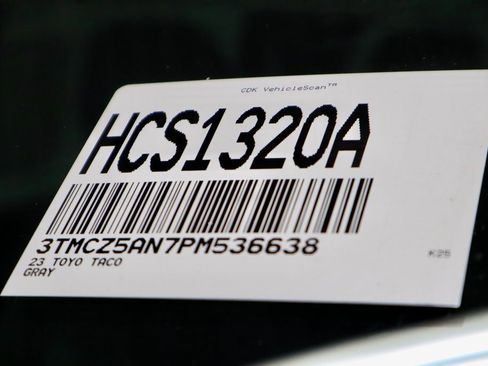 CDK VehicleScan™
HCS1320A
3TMCZ5AN7PM536638
23 TOYO TACO
GRAY
K25